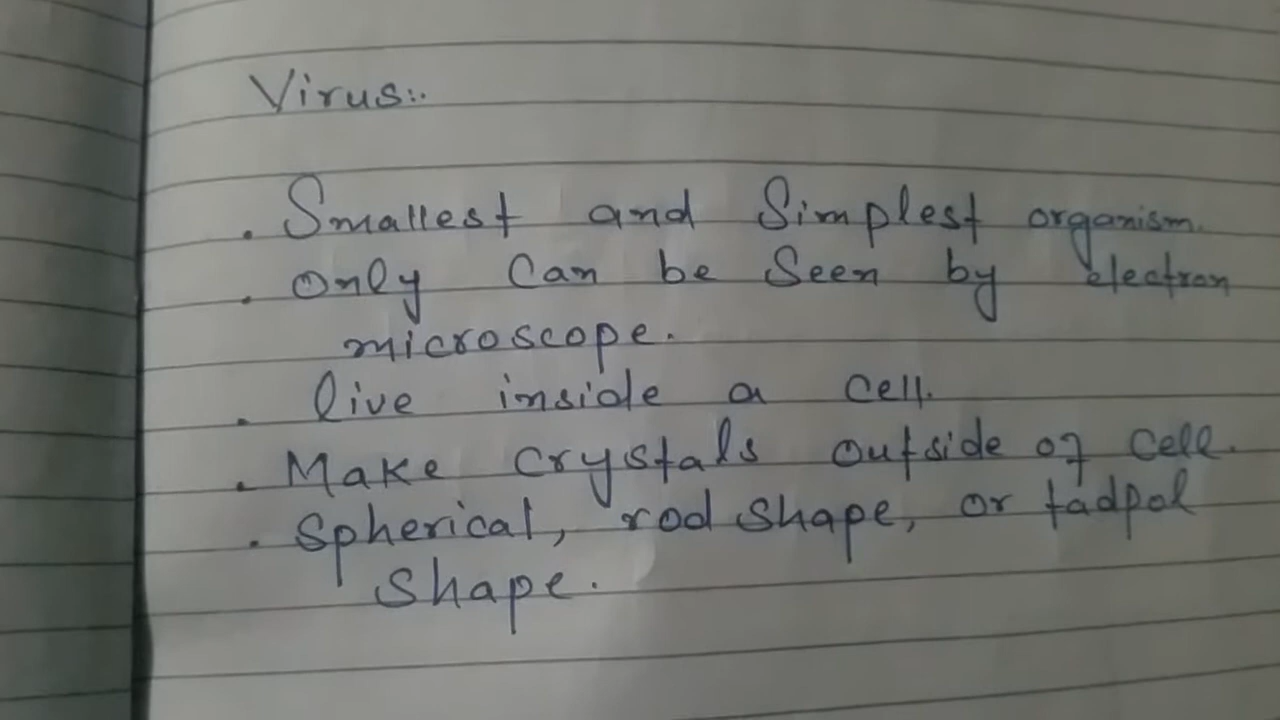 Virus:.
. Smallest and Simplest organism.
. Only Can be Seen by electron
microscope.
. live inside a cell.
. Make crystals outside of cell.
. Spherical, rod shape, or tadpol
shape.